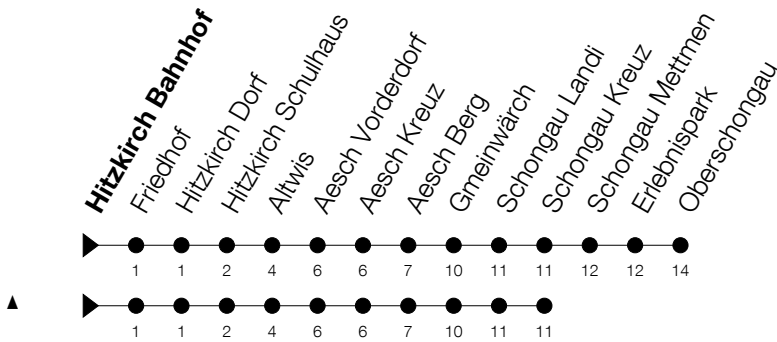 Hitzkirch Bahnhof
Friedhof
Hitzkirch Dorf
Hitzkirch Schulhaus
Altwis
Aesch Vorderdorf
Aesch Kreuz
Aesch Berg
Gmeinwärch
Schongau Landi
Schongau Kreuz
Schongau Mettmen
Erlebnispark
Oberschongau
1 1 2 4 6 6 7 10 11 11 12 12 14
1 1 2 4 6 6 7 10 11 11